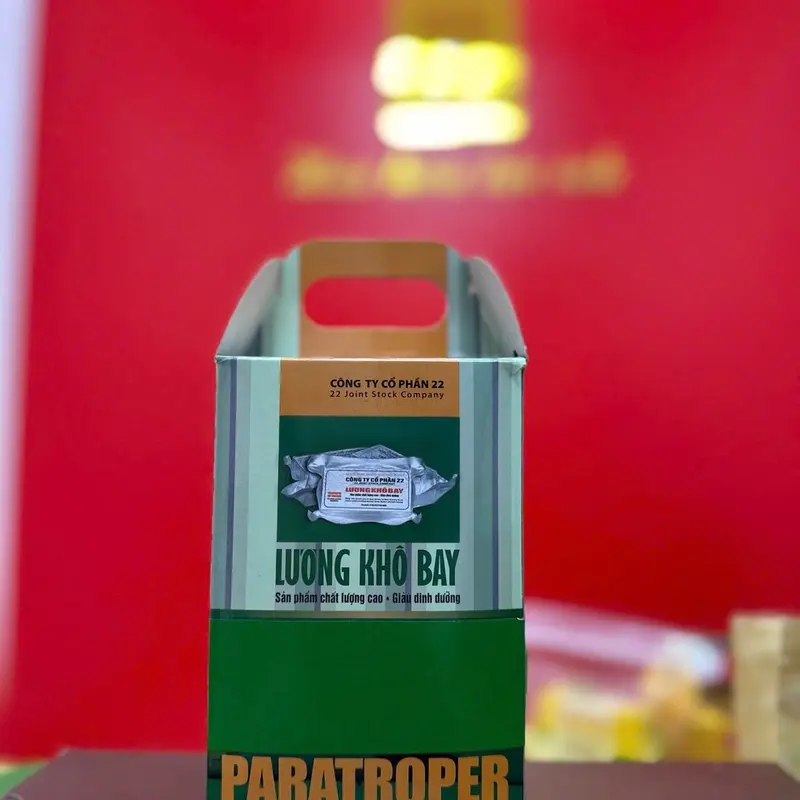 CÔNG TY CỔ PHẦN 22
22 Joint Stock Company
CÔNG TY CỔ PHẦN 22
LƯƠNG KHÔ BAY
LƯƠNG KHÔ BAY
Sản phẩm chất lượng cao - Giàu dinh dưỡng
PARATROPER